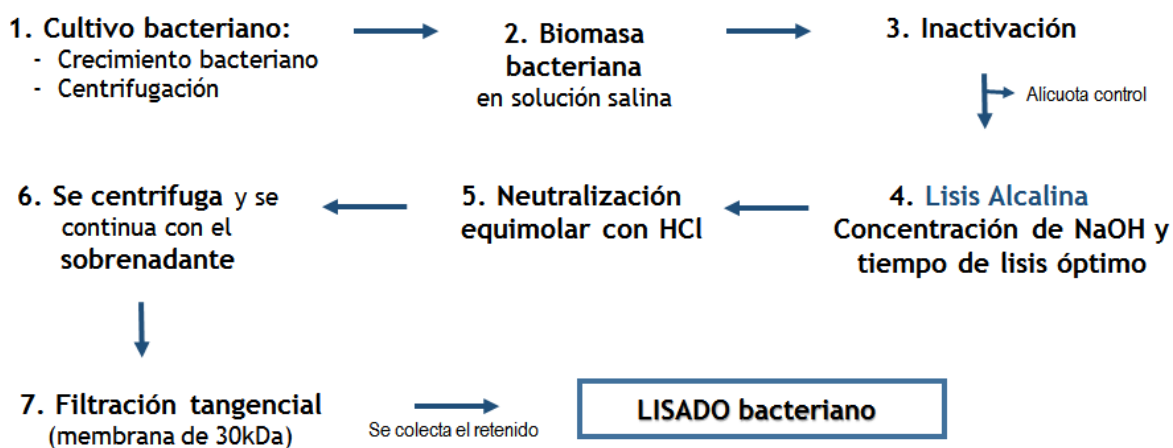 1. Cultivo bacteriano:
- Crecimiento bacteriano
- Centrifugación
2. Biomasa
bacteriana
en solución salina
3. Inactivación
Alícuota control
4. Lisis Alcalina
Concentración de NaOH y
tiempo de lisis óptimo
5. Neutralización
equimolar con HCl
6. Se centrifuga y se
continua con el
sobrenadante
7. Filtración tangencial
(membrana de 30kDa)
Se colecta el retenido
LISADO bacteriano